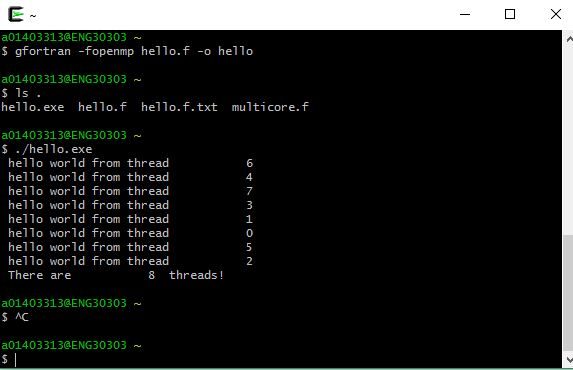 ~
a01403313@ENG30303 ~
$ gfortran -fopenmp hello.f -o hello
a01403313@ENG30303 ~
$ ls .
hello.exe  hello.f  hello.f.txt  multicore.f
a01403313@ENG30303 ~
$ ./hello.exe
 hello world from thread           6
 hello world from thread           4
 hello world from thread           7
 hello world from thread           3
 hello world from thread           1
 hello world from thread           0
 hello world from thread           5
 hello world from thread           2
 There are           8  threads!
a01403313@ENG30303 ~
$ ^C
a01403313@ENG30303 ~
$